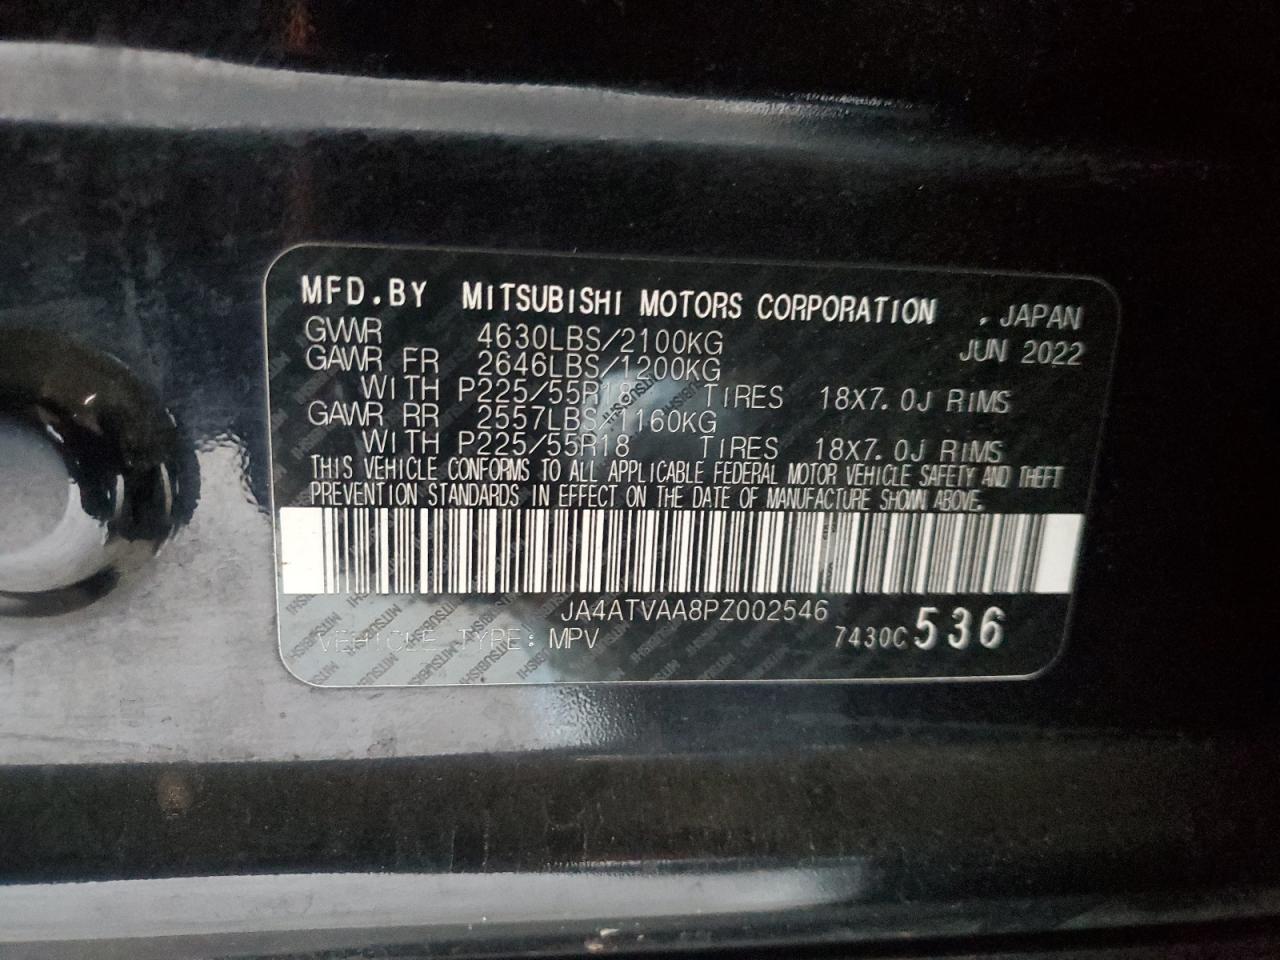 MFD.BY MITSUBISHI MOTORS CORPORATION , JAPAN
GVWR 4630LBS/2100KG JUN 2022
GAWR FR 2646LBS/1200KG
WITH P225/55R18 TIRES 18X7.0J RIMS
GAWR RR 2557LBS/1160KG
WITH P225/55R18 TIRES 18X7.0J RIMS
THIS VEHICLE CONFORMS TO ALL APPLICABLE FEDERAL MOTOR VEHICLE SAFETY AND THEFT
PREVENTION STANDARDS IN EFFECT ON THE DATE OF MANUFACTURE SHOWN ABOVE.
JA4ATVAA8PZ002546
VEHICLE TYPE: MPV 7430C 536